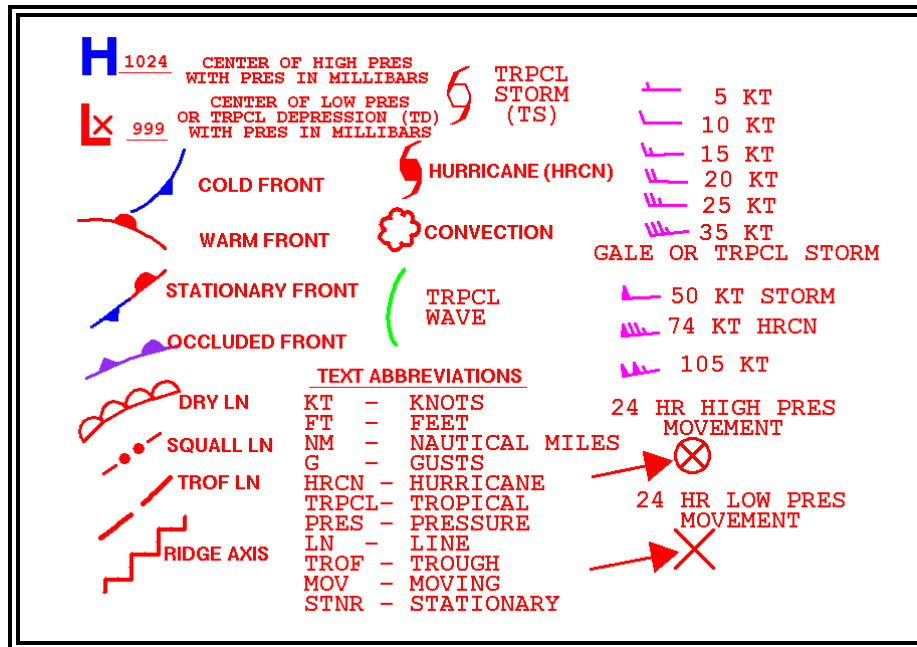 H 1024 CENTER OF HIGH PRES
WITH PRES IN MILLIBARS
L 999 CENTER OF LOW PRES
OR TRPCL DEPRESSION (TD)
WITH PRES IN MILLIBARS
COLD FRONT
WARM FRONT
STATIONARY FRONT
OCCLUDED FRONT
DRY LN
SQUALL LN
TROF LN
RIDGE AXIS
TRPCL
STORM
(TS)
HURRICANE (HRCN)
CONVECTION
TRPCL
WAVE
TEXT ABBREVIATIONS
KT – KNOTS
FT – FEET
NM – NAUTICAL MILES
G – GUSTS
HRCN – HURRICANE
TRPCL– TROPICAL
PRES – PRESSURE
LN – LINE
TROF – TROUGH
MOV – MOVING
STNR – STATIONARY
5 KT
10 KT
15 KT
20 KT
25 KT
35 KT
GALE OR TRPCL STORM
50 KT STORM
74 KT HRCN
105 KT
24 HR HIGH PRES
MOVEMENT
24 HR LOW PRES
MOVEMENT